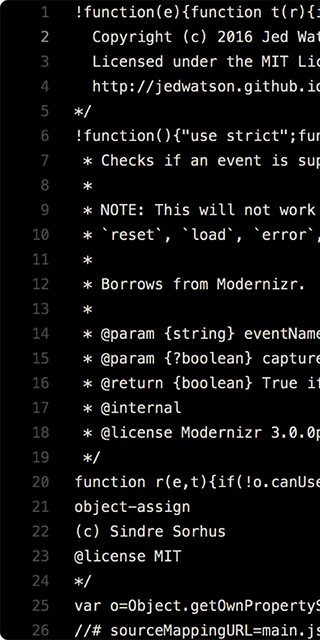 1 !function(e){function t(r){i
2 Copyright (c) 2016 Jed Wat
3 Licensed under the MIT Lic
4 http://jedwatson.github.io
5 */
6 !function(){"use strict";fun
7 * Checks if an event is sup
8 *
9 * NOTE: This will not work
10 * `reset`, `load`, `error`,
11 *
12 * Borrows from Modernizr.
13 *
14 * @param {string} eventName
15 * @param {?boolean} capture
16 * @return {boolean} True if
17 * @internal
18 * @license Modernizr 3.0.0p
19 */
20 function r(e,t){if(!o.canUse
21 object-assign
22 (c) Sindre Sorhus
23 @license MIT
24 */
25 var o=Object.getOwnPropertyS
26 //# sourceMappingURL=main.js